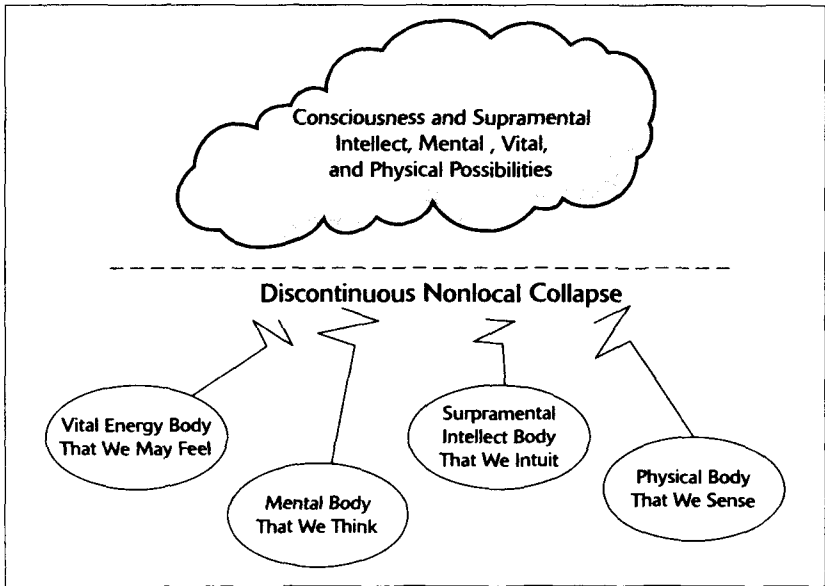 Consciousness and Supramental
Intellect, Mental , Vital,
and Physical Possibilities
Discontinuous Nonlocal Collapse
Vital Energy Body
That We May Feel
Mental Body
That We Think
Surpramental
Intellect Body
That We Intuit
Physical Body
That We Sense